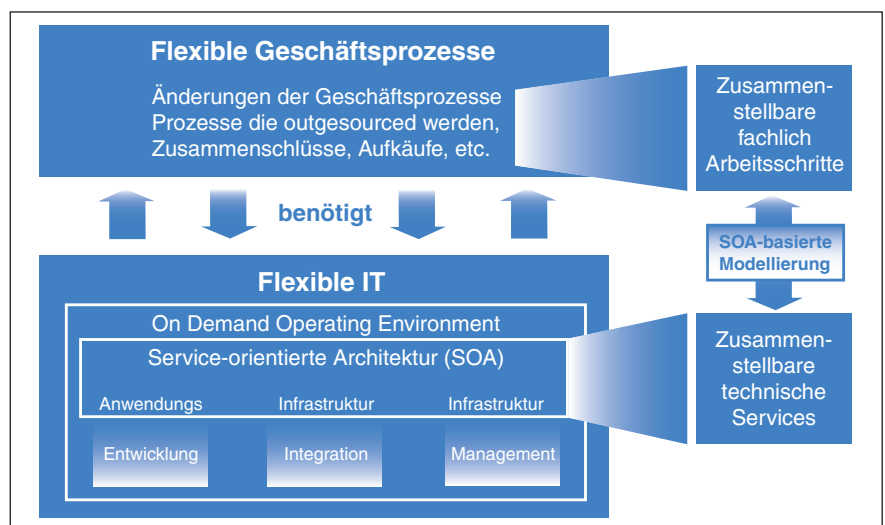 Flexible Geschäftsprozesse
Änderungen der Geschäftsprozesse
Prozesse die outgesourced werden,
Zusammenschlüsse, Aufkäufe, etc.
Zusammen-
stellbare
fachlich
Arbeitsschritte
benötigt
SOA-basierte
Modellierung
Flexible IT
On Demand Operating Environment
Service-orientierte Architektur (SOA)
Anwendungs
Infrastruktur
Infrastruktur
Entwicklung
Integration
Management
Zusammen-
stellbare
technische
Services